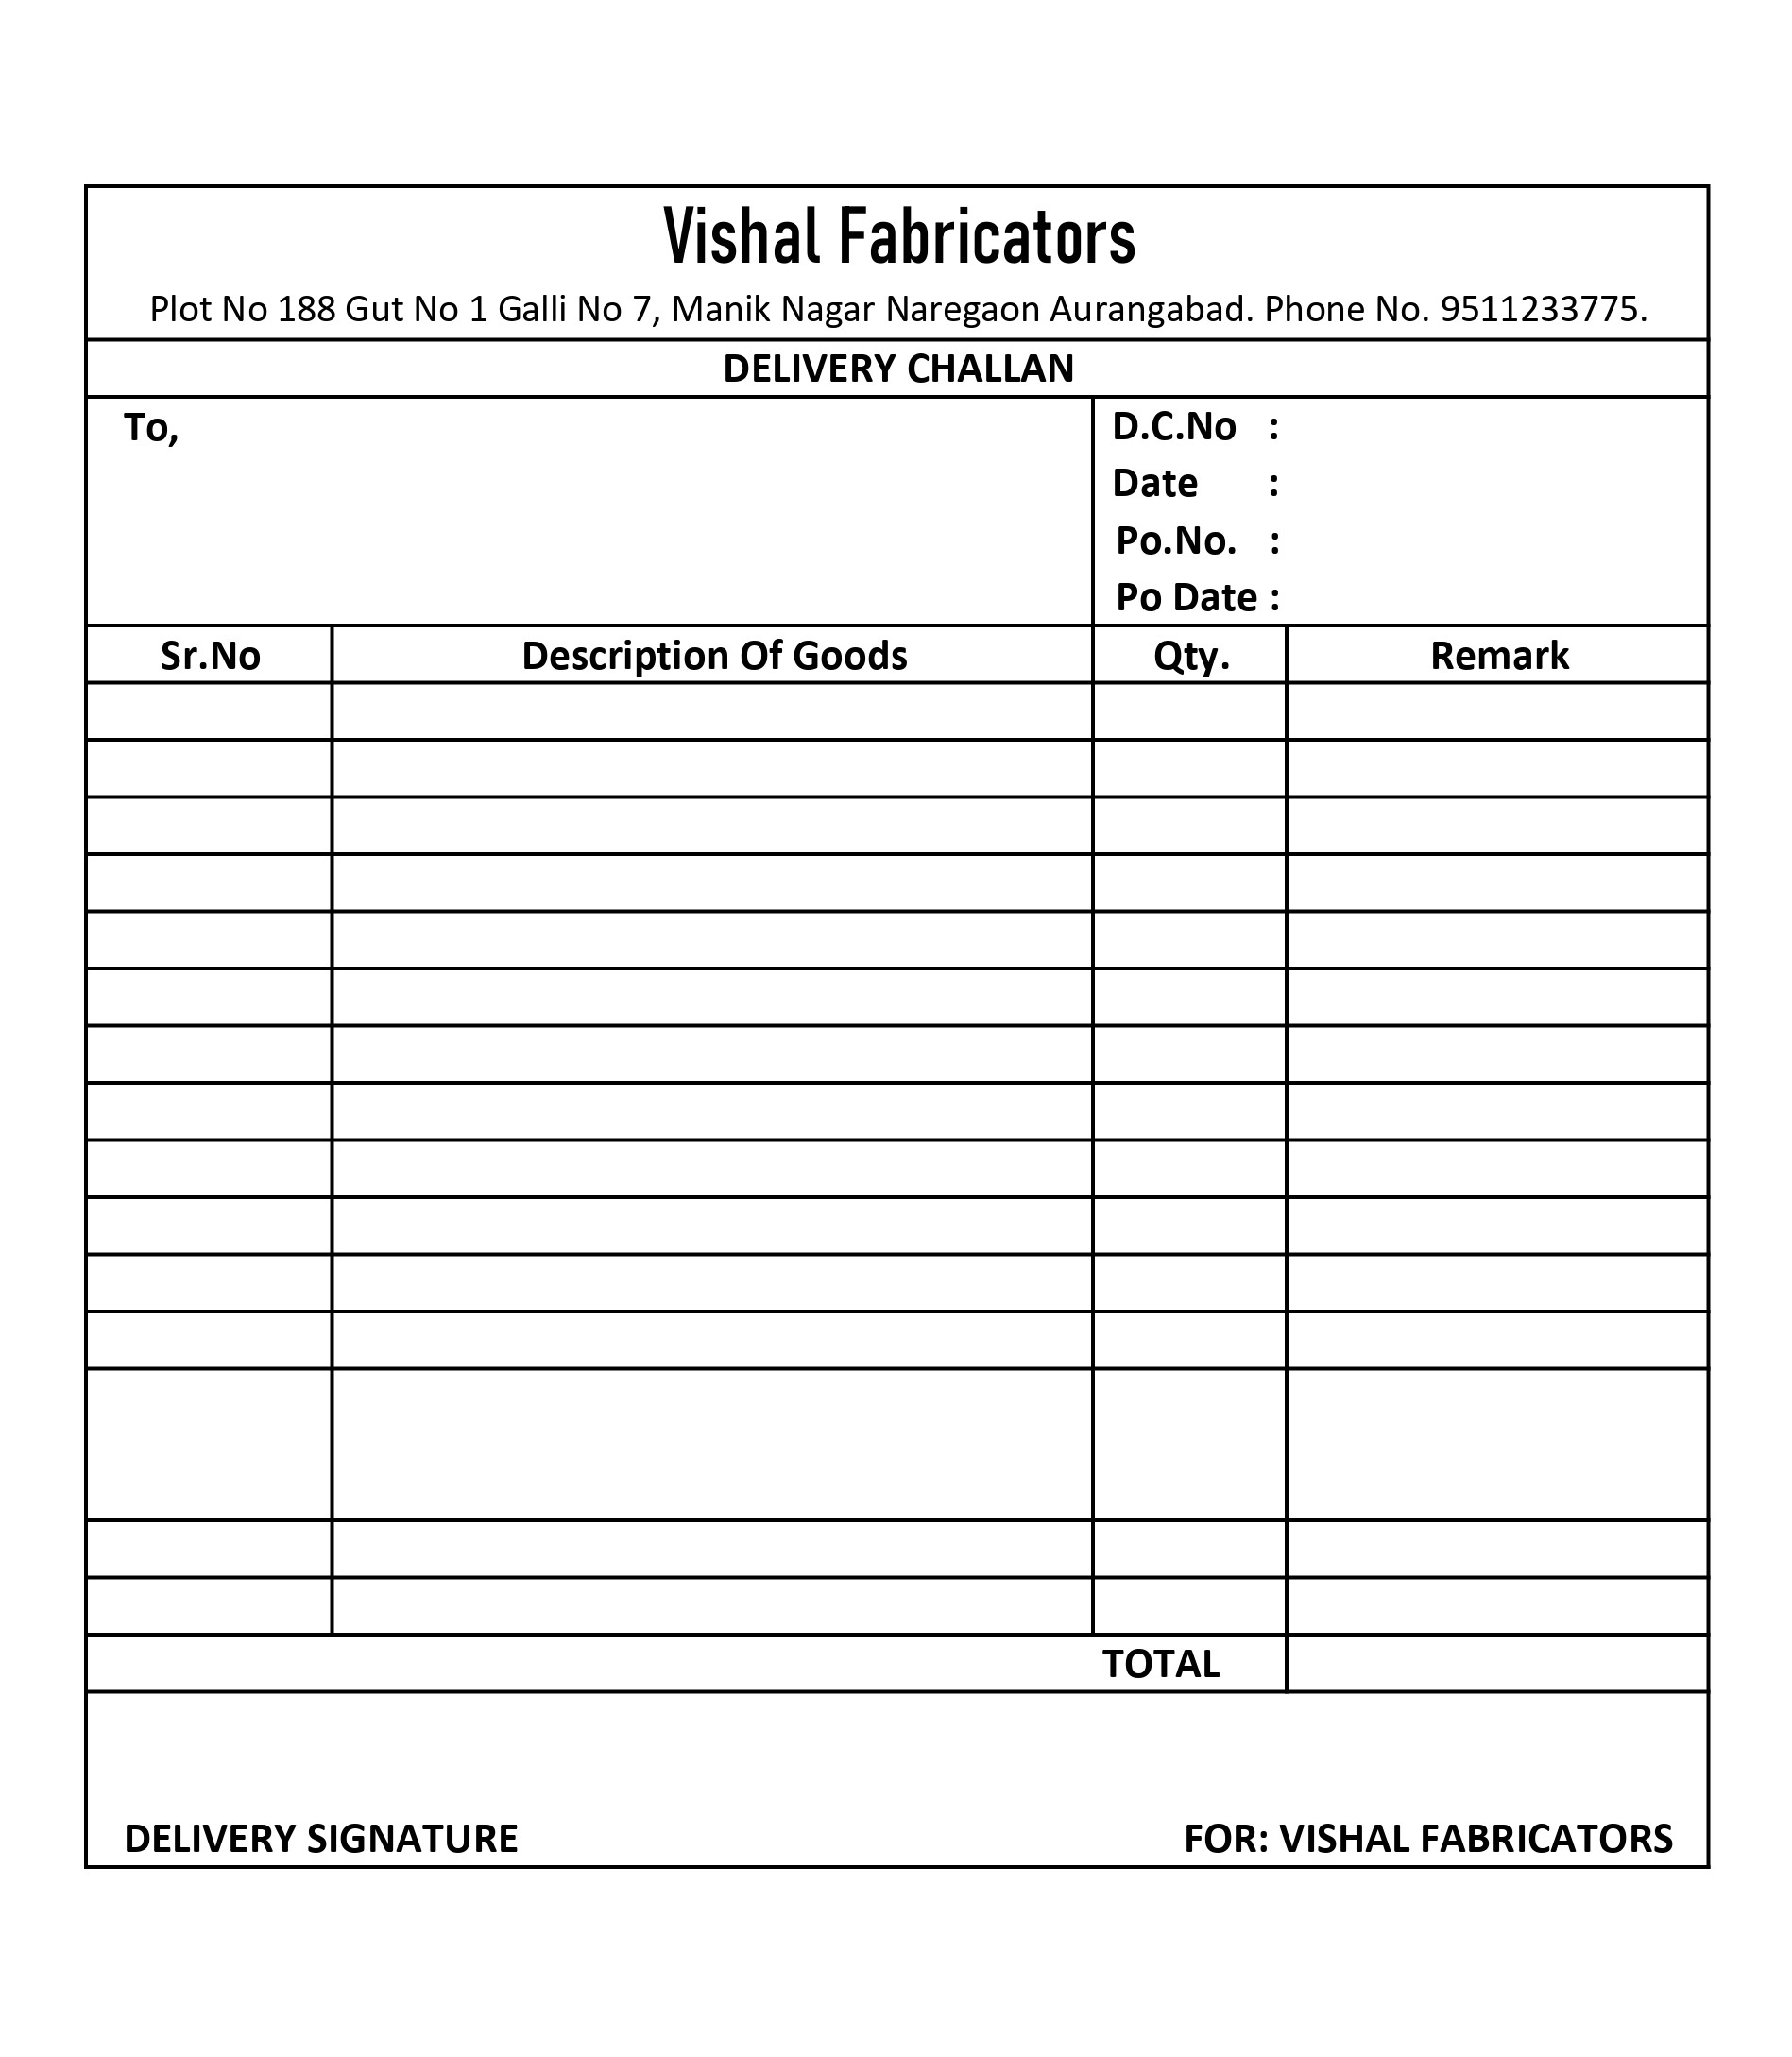 Vishal Fabricators
Plot No 188 Gut No 1 Galli No 7, Manik Nagar Naregaon Aurangabad. Phone No. 9511233775.
DELIVERY CHALLAN
To,
D.C.No :
Date :
Po.No. :
Po Date :
Sr.No Description Of Goods Qty. Remark
TOTAL
DELIVERY SIGNATURE FOR: VISHAL FABRICATORS